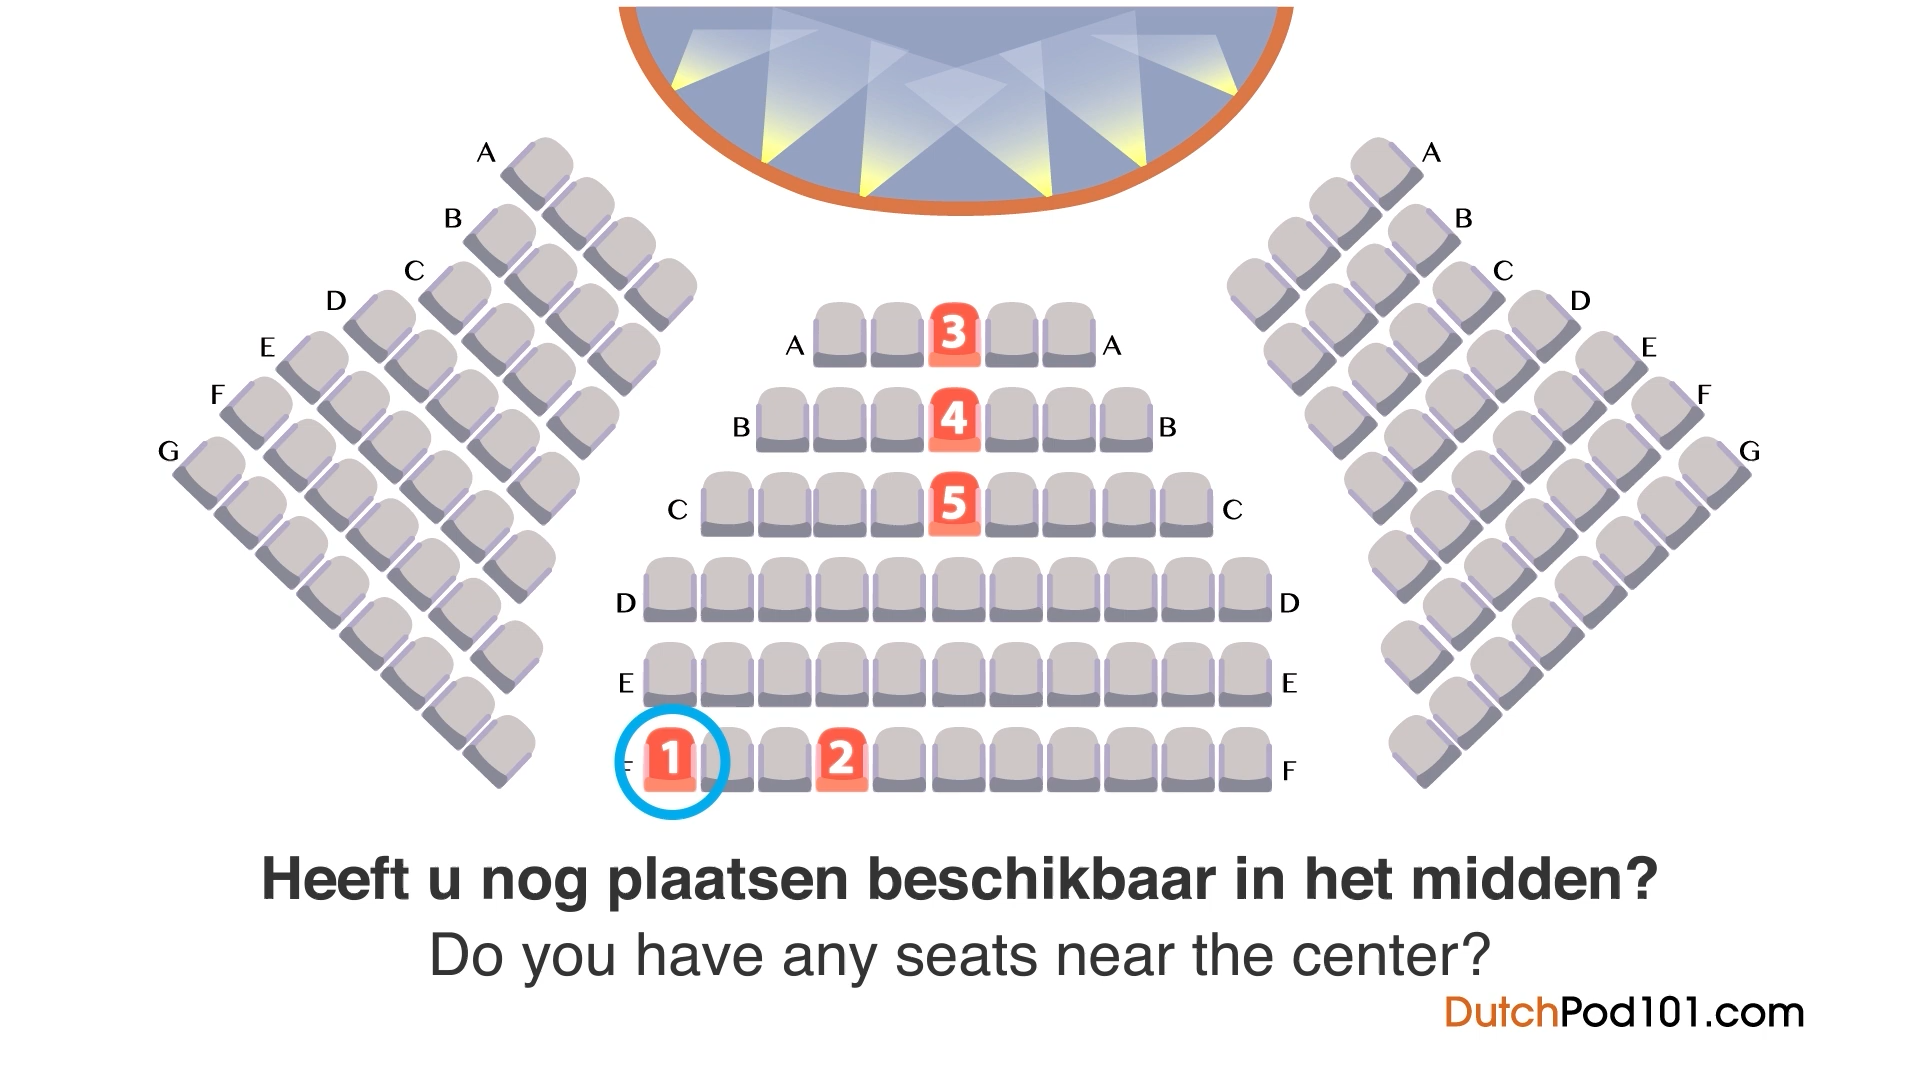 A
B
C
D
E
F
G
A
B
C
D
E
F
G
A 3 A
B 4 B
C 5 C
D D
E E
F 1 2 F
Heeft u nog plaatsen beschikbaar in het midden?
Do you have any seats near the center?
DutchPod101.com